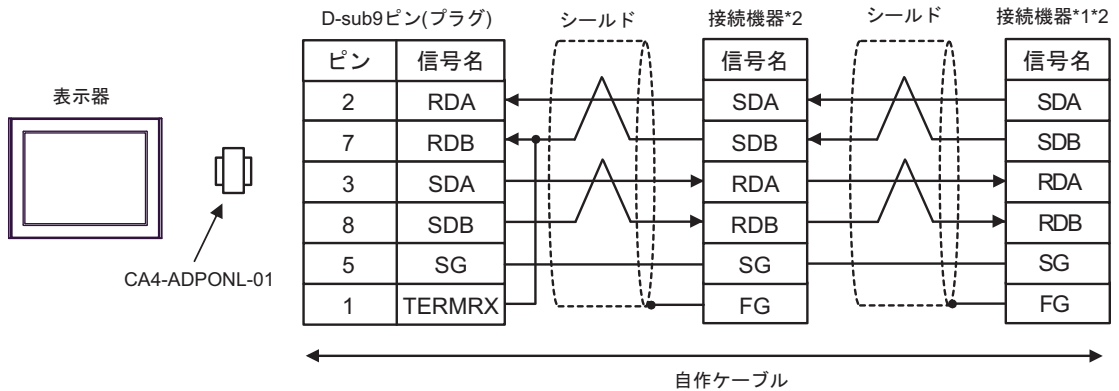 D-sub9ピン(プラグ) シールド 接続機器*2 シールド 接続機器*1*2
表示器
CA4-ADPONL-01
ピン 信号名 信号名 信号名
2 RDA SDA SDA
7 RDB SDB SDB
3 SDA RDA RDA
8 SDB RDB RDB
5 SG SG SG
1 TERMRX FG FG
自作ケーブル